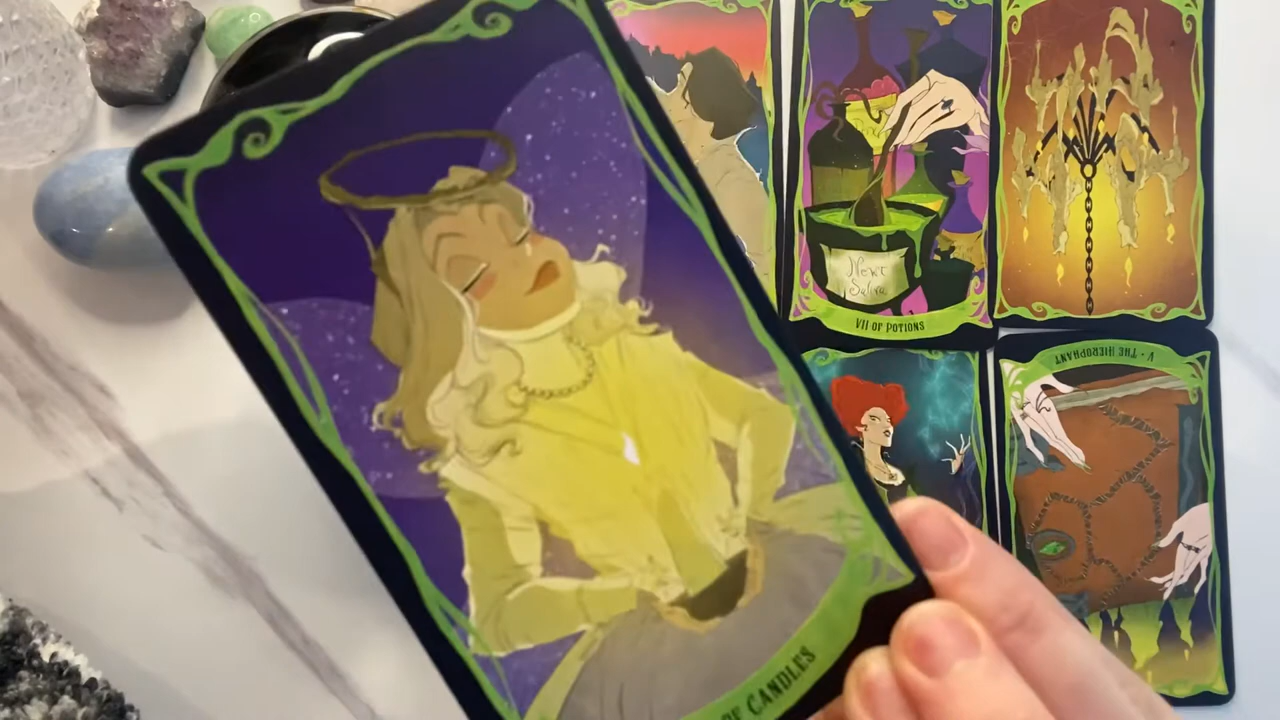 VII OF POTIONS
Newt
Saliva
V • THE HIEROPHANT
OF CANDLES